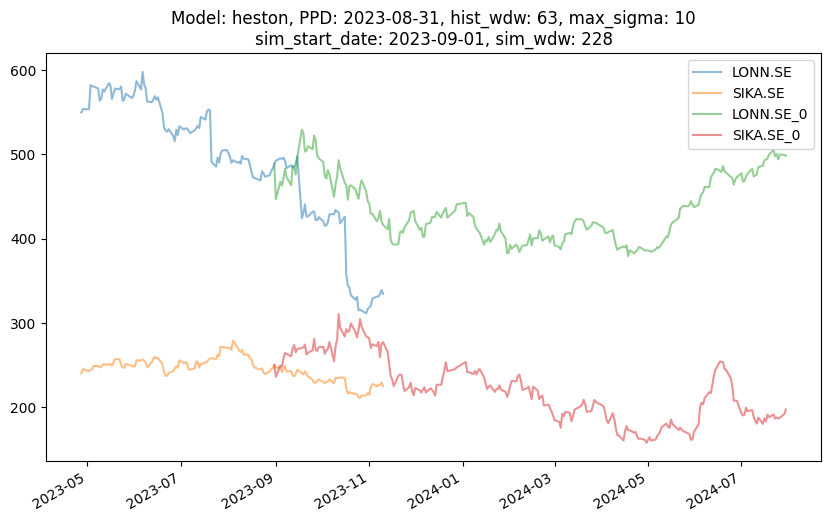 Model: heston, PPD: 2023-08-31, hist_wdw: 63, max_sigma: 10
sim_start_date: 2023-09-01, sim_wdw: 228
600
500
400
300
200
LONN.SE
SIKA.SE
LONN.SE_0
SIKA.SE_0
2023-05
2023-07
2023-09
2023-11
2024-01
2024-03
2024-05
2024-07